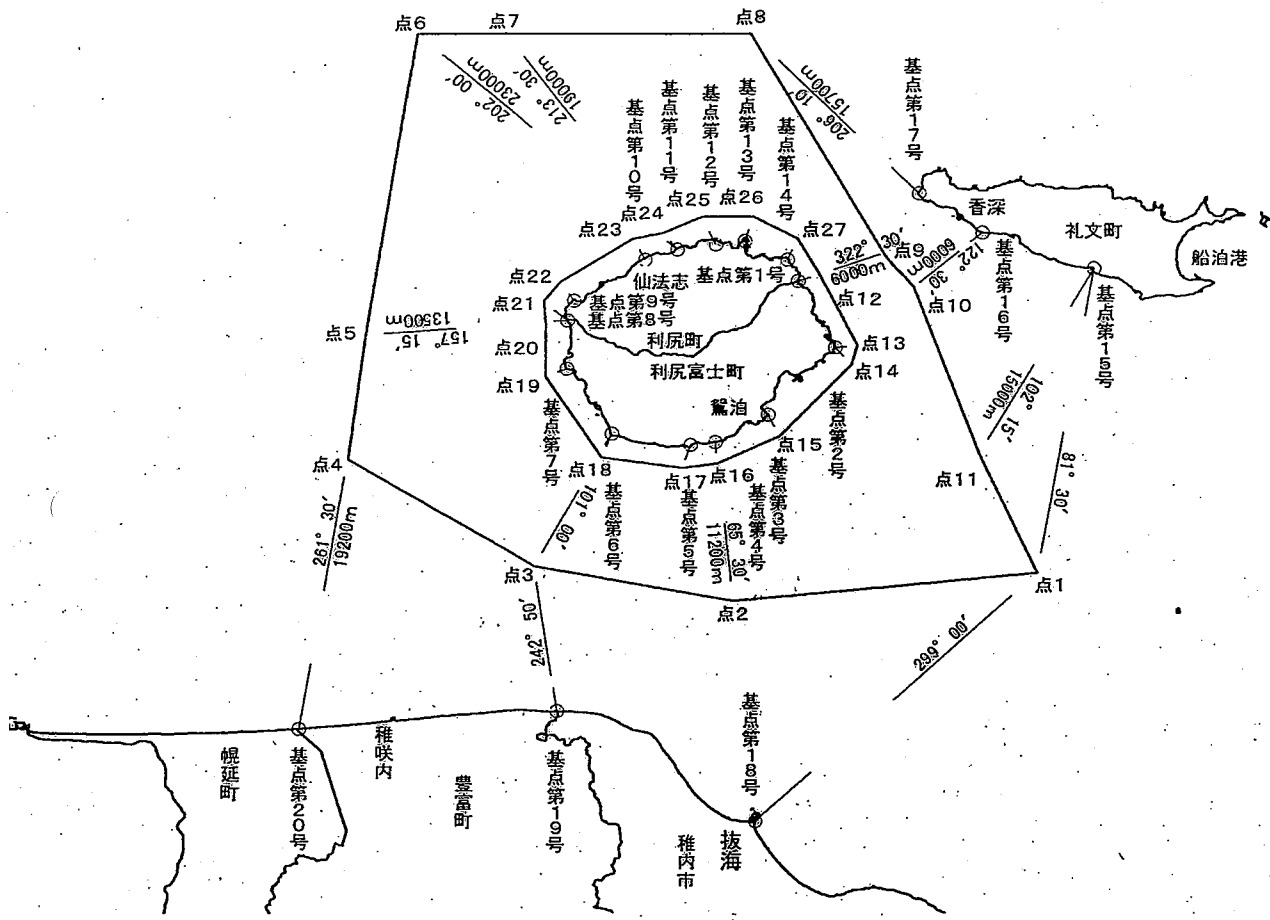 点6
点7
点8
202° 00′
23000m
213° 30′
19000m
206° 10′
15700m
基点第10号
基点第11号
基点第12号
基点第13号
基点第14号
基点第17号
点22
点23
点24
点25
点26
点27
322° 30′
6000m
点9
122° 30′
6000m
香深
礼文町
船泊港
基点第16号
基点第15号
仙法志
基点第1号
点21
基点第9号
基点第8号
点12
点10
157° 15′
13500m
点5
点20
利尻町
点13
点19
利尻富士町
点14
鴛泊
基点第2号
102° 15′
15000m
81° 30′
点4
基点第7号
点18
点15
点11
点17
点16
基点第3号
基点第4号
基点第5号
基点第6号
101° 00′
65° 30′
11200m
261° 30′
19200m
点3
点2
点1
242° 50′
299° 00′
幌延町
基点第20号
稚咲内
豊富町
基点第19号
稚内市
抜海
基点第18号